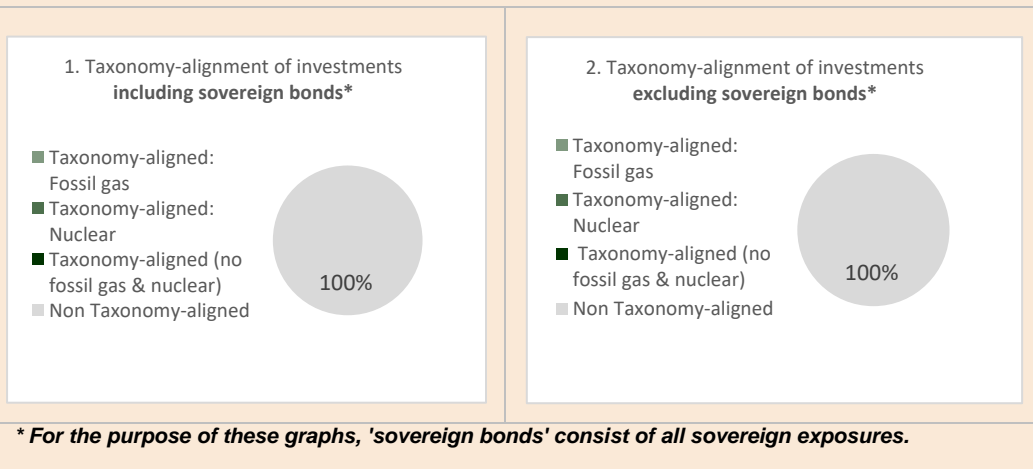 1. Taxonomy-alignment of investments
including sovereign bonds*
Taxonomy-aligned:
Fossil gas
Taxonomy-aligned:
Nuclear
Taxonomy-aligned (no
fossil gas & nuclear)
Non Taxonomy-aligned
100%
2. Taxonomy-alignment of investments
excluding sovereign bonds*
Taxonomy-aligned:
Fossil gas
Taxonomy-aligned:
Nuclear
Taxonomy-aligned (no
fossil gas & nuclear)
Non Taxonomy-aligned
100%
* For the purpose of these graphs, 'sovereign bonds' consist of all sovereign exposures.